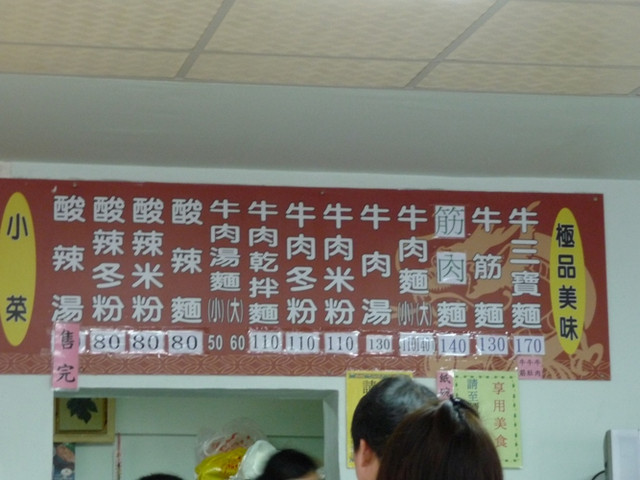 極品美味
牛三寶麵
170
牛筋麵
130
筋肉麵
140
牛肉麵
(小)(大)
牛肉湯
130
牛肉米粉
110
牛肉冬粉
110
牛肉乾拌麵
110
牛肉湯麵
(小)(大)
50 60
酸辣麵
80
酸辣米粉
80
酸辣冬粉
80
酸辣湯
售完
小菜
享用美食